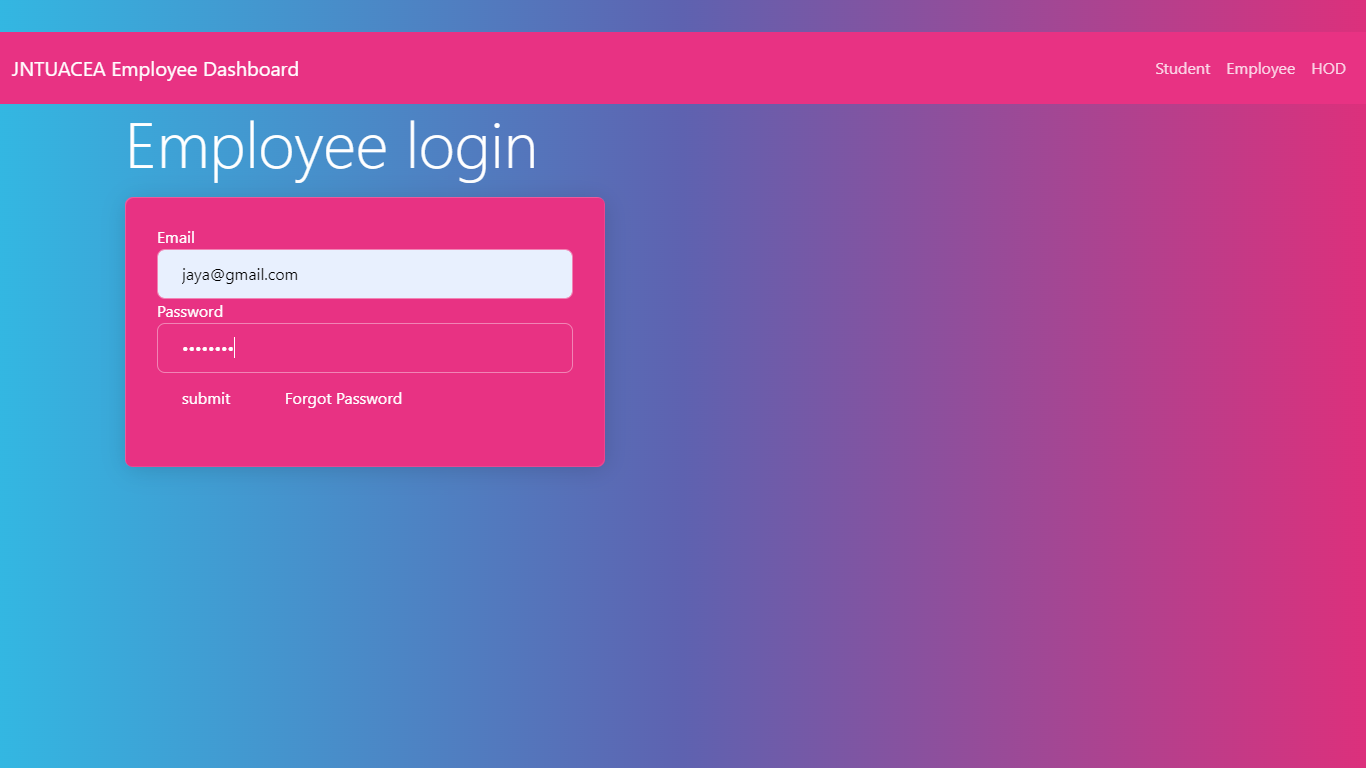 JNTUACEA Employee Dashboard Student Employee HOD
Employee login
Email
jaya@gmail.com
Password
••••••••
submit Forgot Password